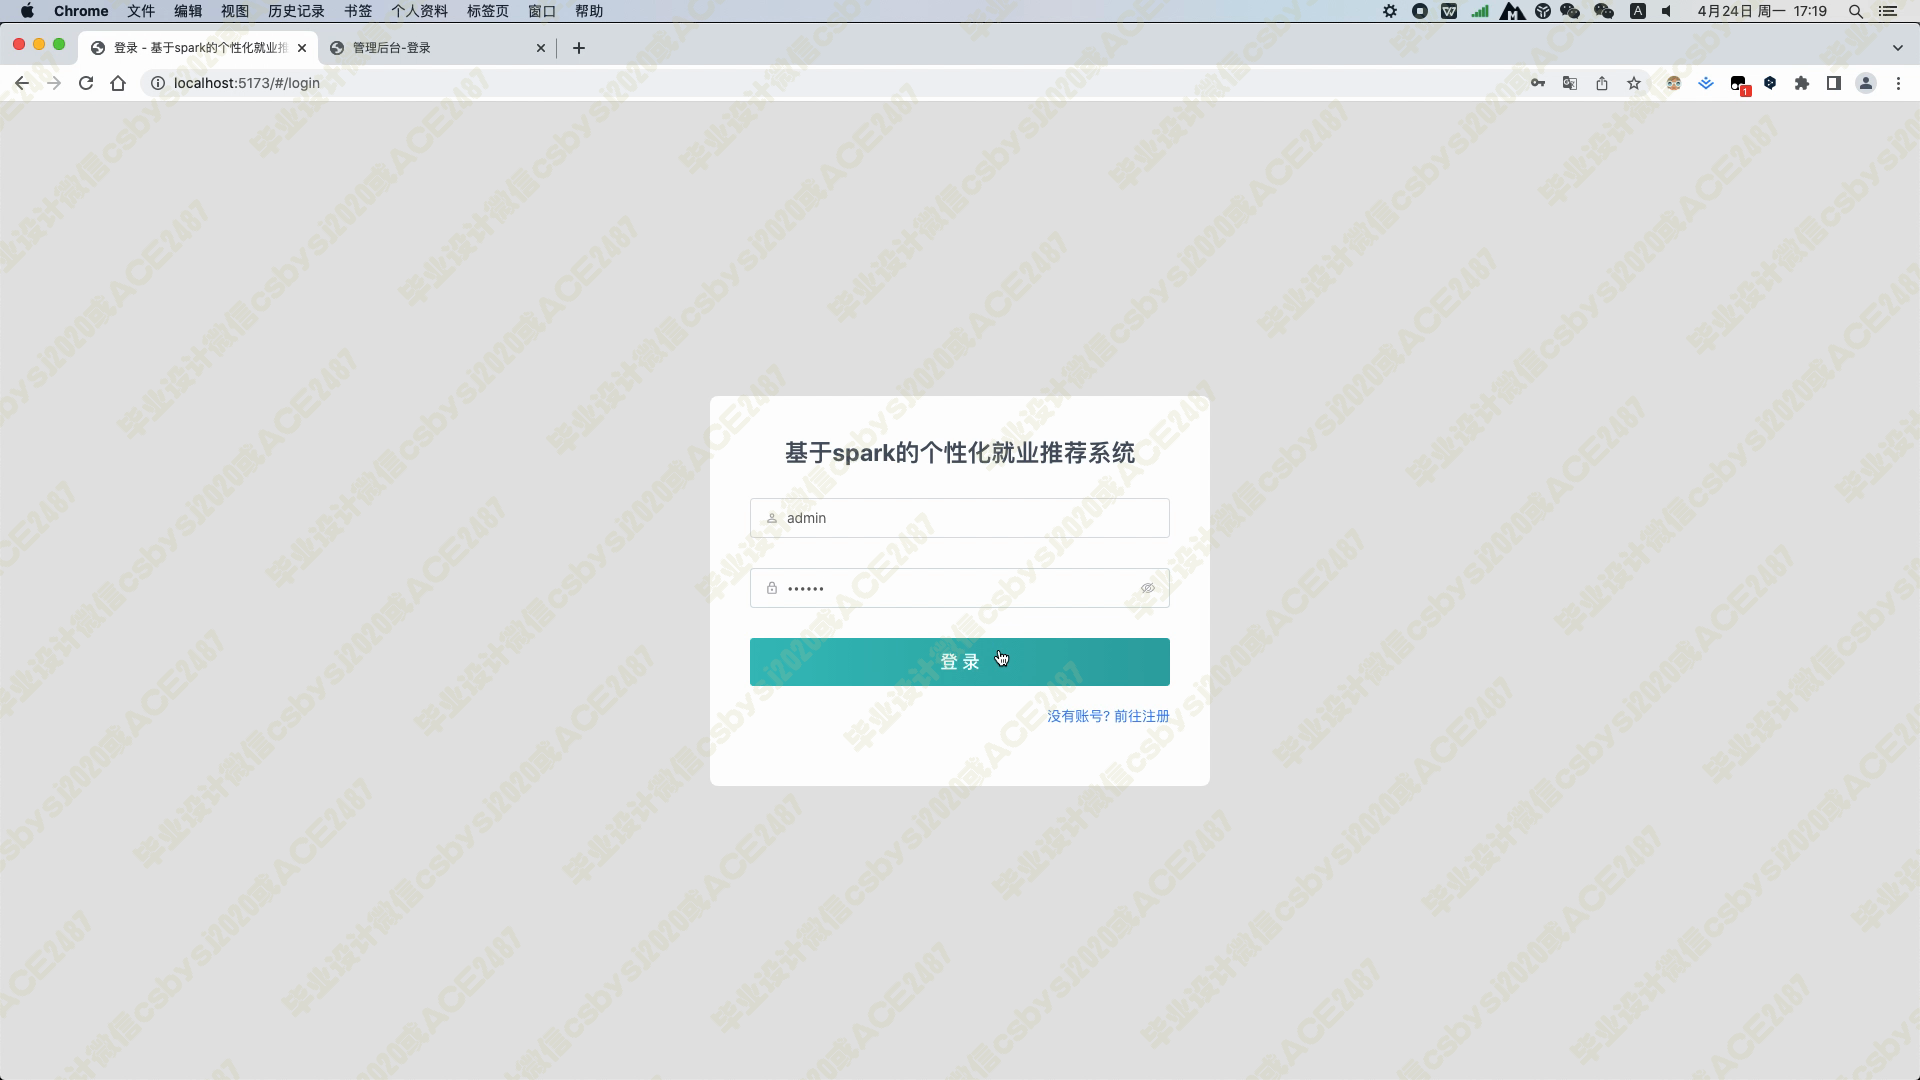 Chrome 文件 编辑 视图 历史记录 书签 个人资料 标签页 窗口 帮助 4月24日 周一 17:19
登录 - 基于spark的个性化就业推 管理后台-登录
localhost:5173/#/login
基于spark的个性化就业推荐系统
admin
••••••
登 录
没有账号? 前往注册
毕业设计微信csbysj2020或ACE2487